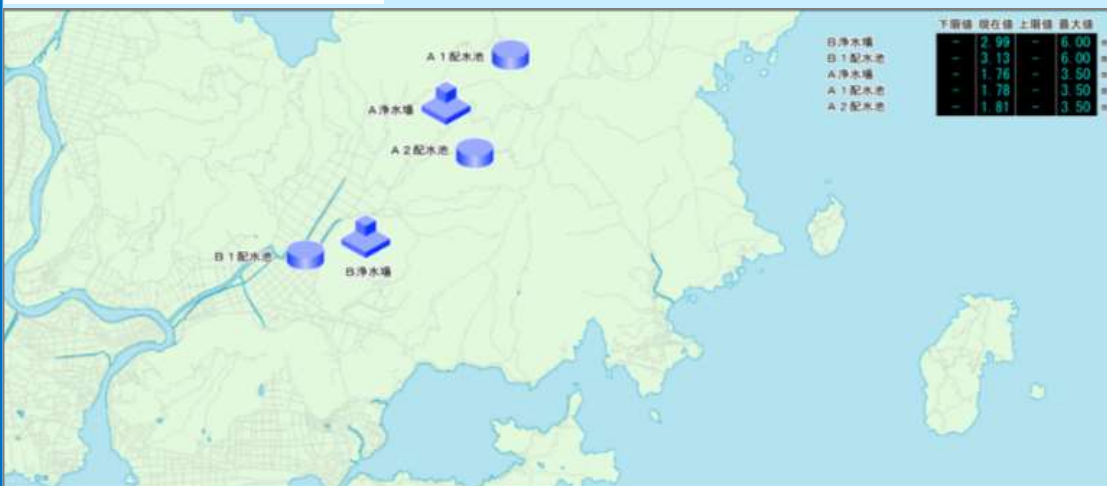 下限値 現在値 上限値 最大値
B浄水場 - 2.99 - 6.00 m
B1配水池 - 3.13 - 6.00 m
A浄水場 - 1.76 - 3.50 m
A1配水池 - 1.78 - 3.50 m
A2配水池 - 1.81 - 3.50 m
A1配水池
A浄水場
A2配水池
B1配水池
B浄水場